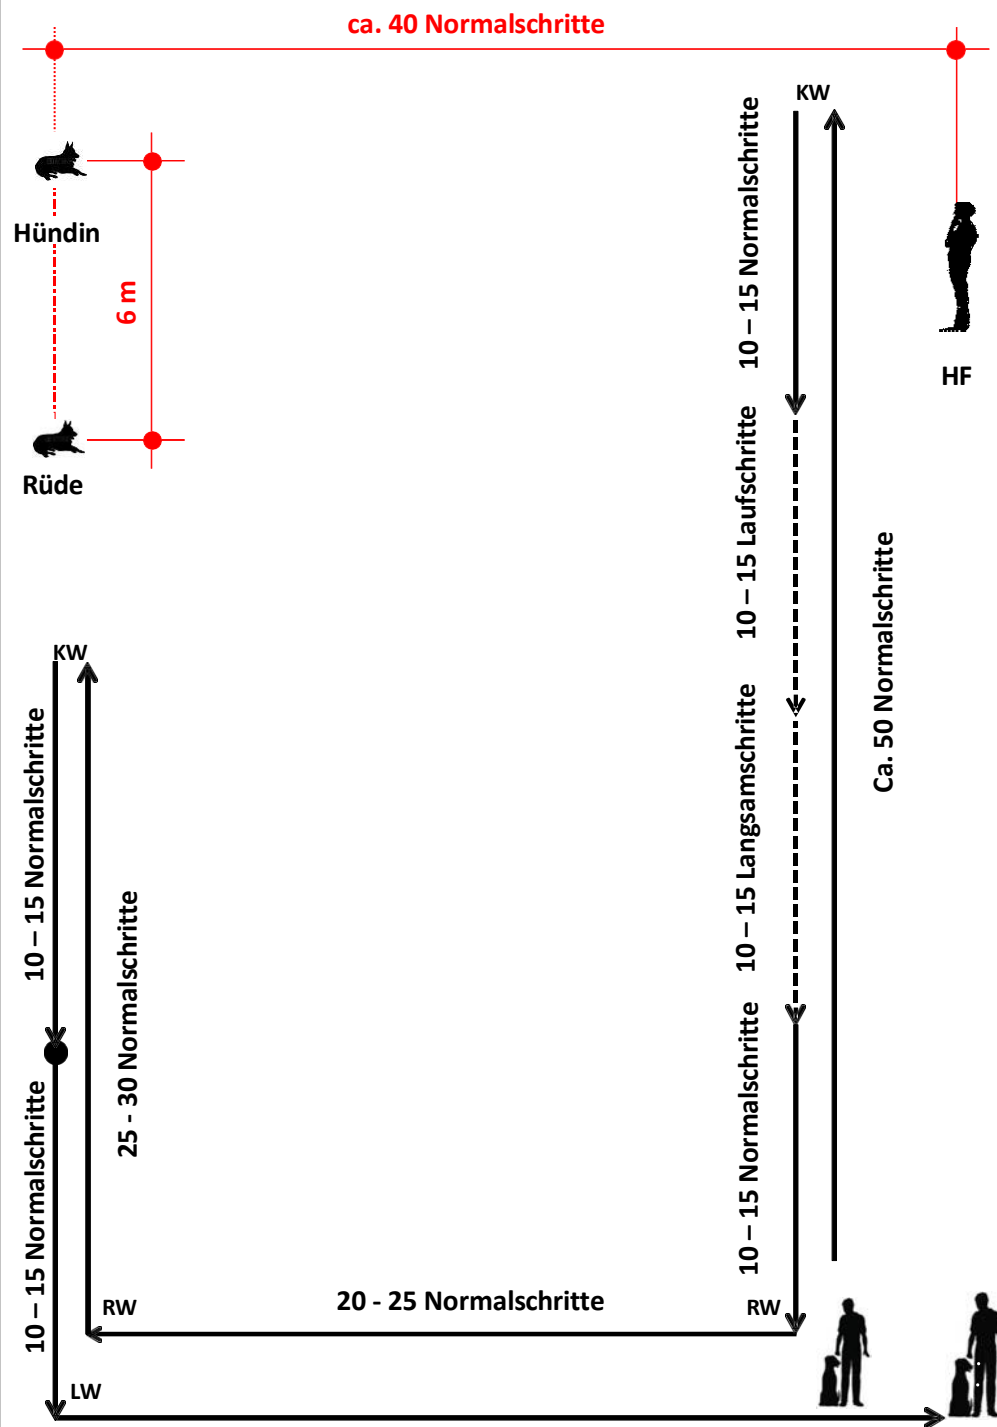 ca. 40 Normalschritte
KW
10 – 15 Normalschritte
Hündin
6 m
HF
Rüde
10 – 15 Laufschritte
Ca. 50 Normalschritte
KW
10 – 15 Langsamschritte
10 – 15 Normalschritte
25 - 30 Normalschritte
10 – 15 Normalschritte
10 – 15 Normalschritte
RW
20 - 25 Normalschritte
RW
LW